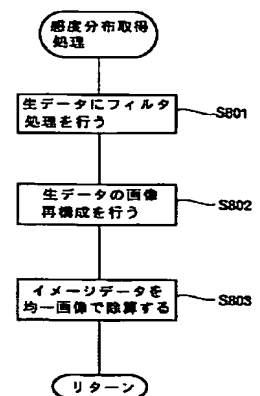 感度分布取得
処理
生データにフィルタ
処理を行う
S801
生データの画像
再構成を行う
S802
イメージデータを
均一画像で除算する
S803
リターン